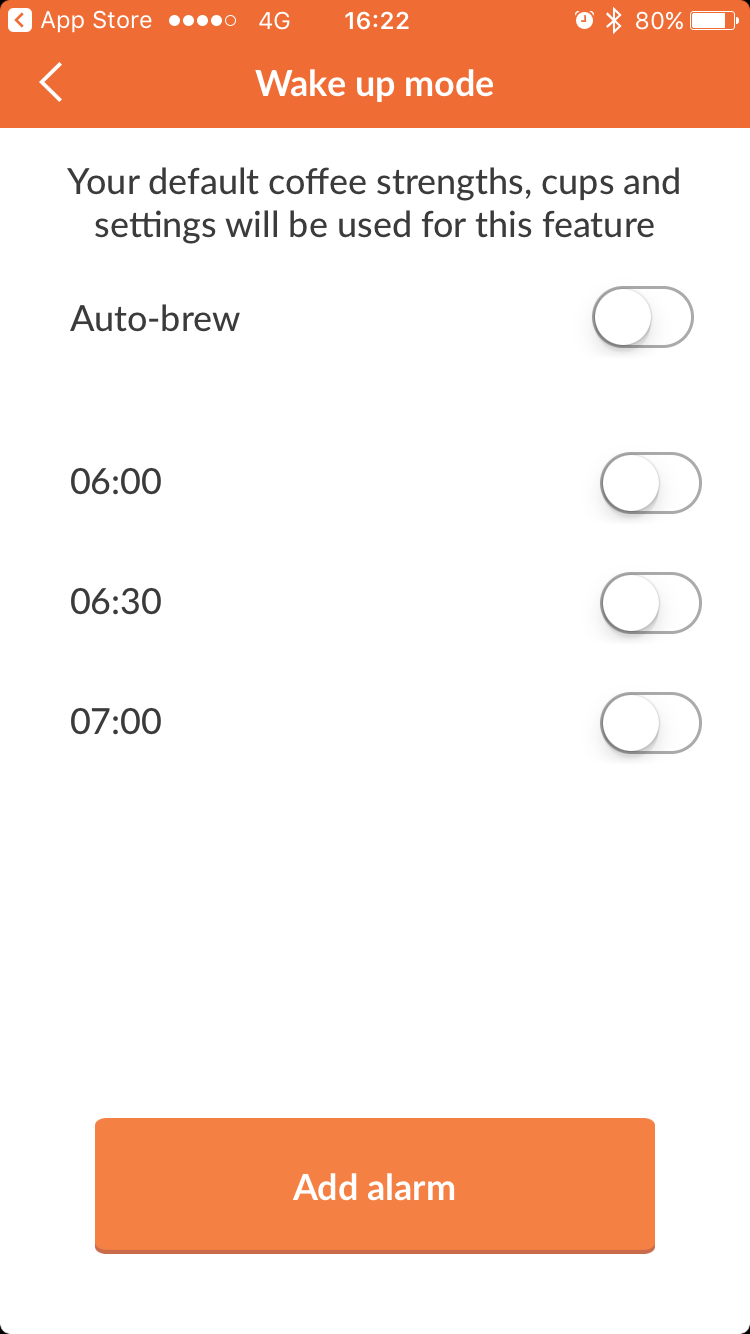 App Store 4G 16:22 80%
Wake up mode
Your default coffee strengths, cups and
settings will be used for this feature
Auto-brew
06:00
06:30
07:00
Add alarm